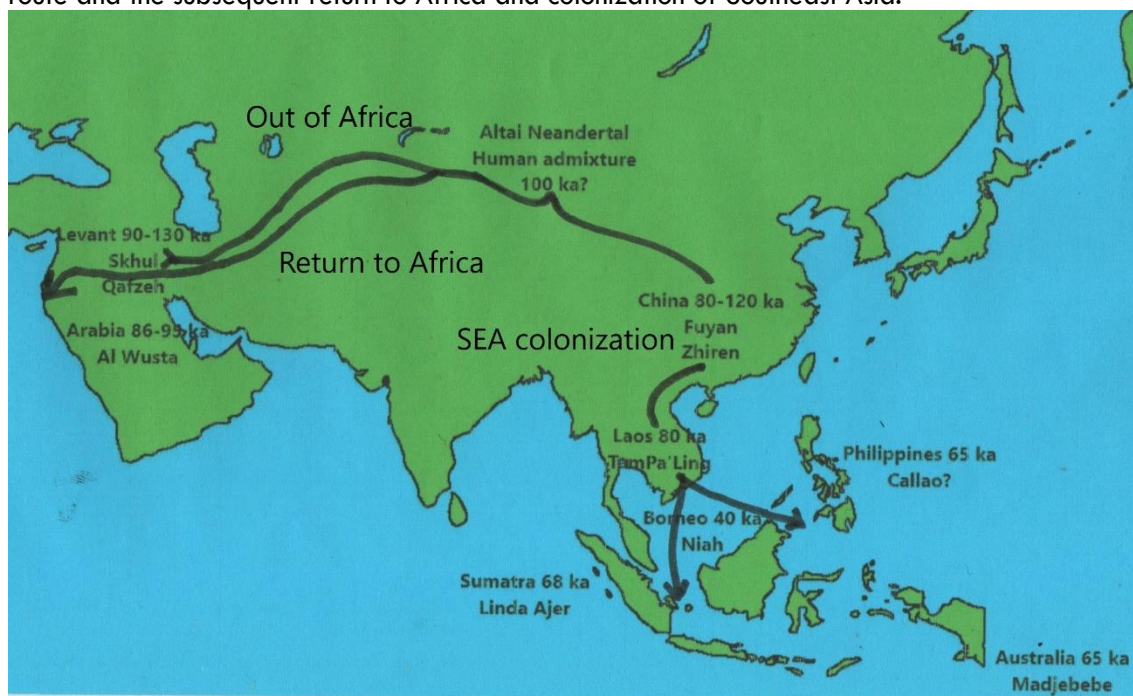 route and the subsequent return to Africa and colonization of Southeast Asia.
Out of Africa
Altai Neandertal
Human admixture
100 ka?
Levant 90-130 ka
Skhul
Qafzeh
Return to Africa
China 80-120 ka
Fuyan
Zhiren
Arabia 86-95 ka
Al Wusta
SEA colonization
Laos 80 ka
TamPa'Ling
Philippines 65 ka
Callao?
Borneo 40 ka
Niah
Sumatra 68 ka
Linda Ajer
Australia 65 ka
Madjebebe